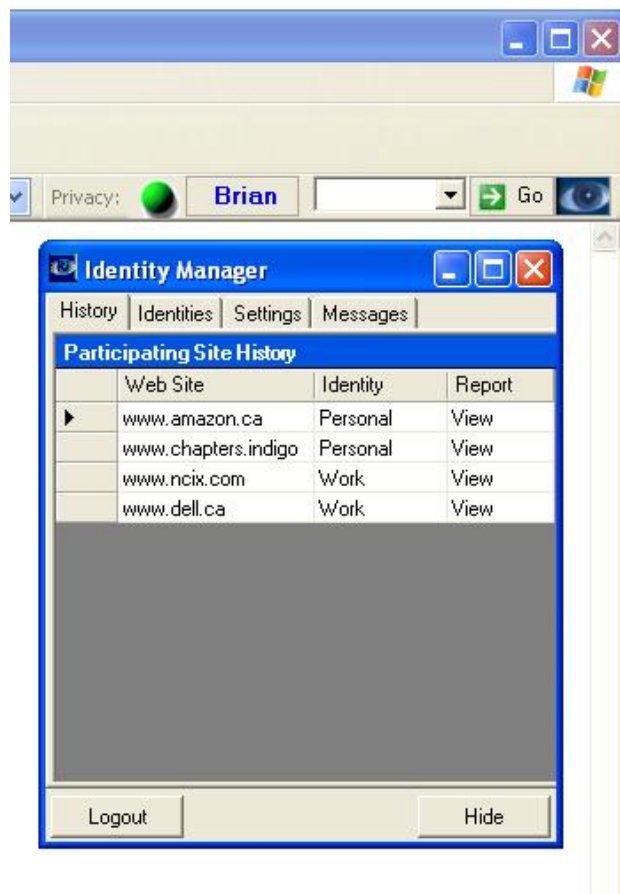 Privacy: Brian Go
Identity Manager
History Identities Settings Messages
Participating Site History
Web Site Identity Report
www.amazon.ca Personal View
www.chapters.indigo Personal View
www.ncix.com Work View
www.dell.ca Work View
Logout Hide